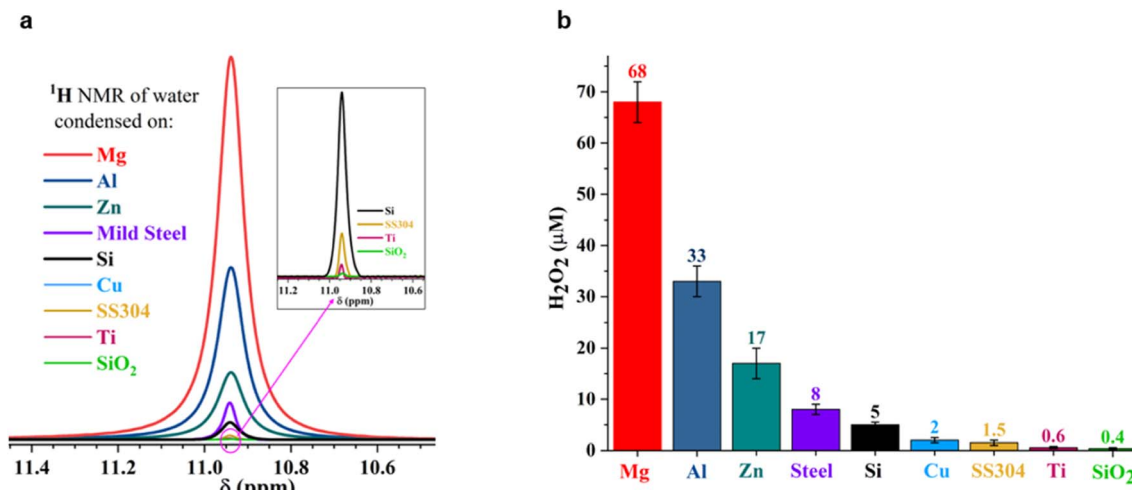 a
¹H NMR of water
condensed on:
Mg
Al
Zn
Mild Steel
Si
Cu
SS304
Ti
SiO₂
Si
SS304
Ti
SiO₂
11.2 11.0 10.8 10.6
δ (ppm)
11.4 11.2 11.0 10.8 10.6
δ (ppm)
b
H₂O₂ (μM)
70
60
50
40
30
20
10
0
68
33
17
8
5
2
1.5
0.6
0.4
Mg Al Zn Steel Si Cu SS304 Ti SiO₂